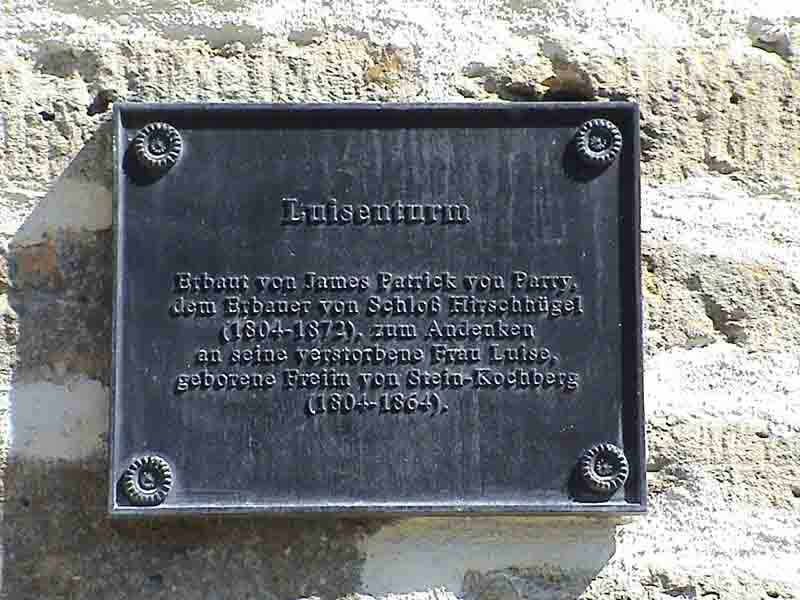 Luisenturm
Erbaut von James Patrick von Parry,
dem Erbauer von Schloß Hirschhügel
(1804-1872), zum Andenken
an seine verstorbene Frau Luise,
geborene Freiin von Stein-Kochberg
(1804-1864).